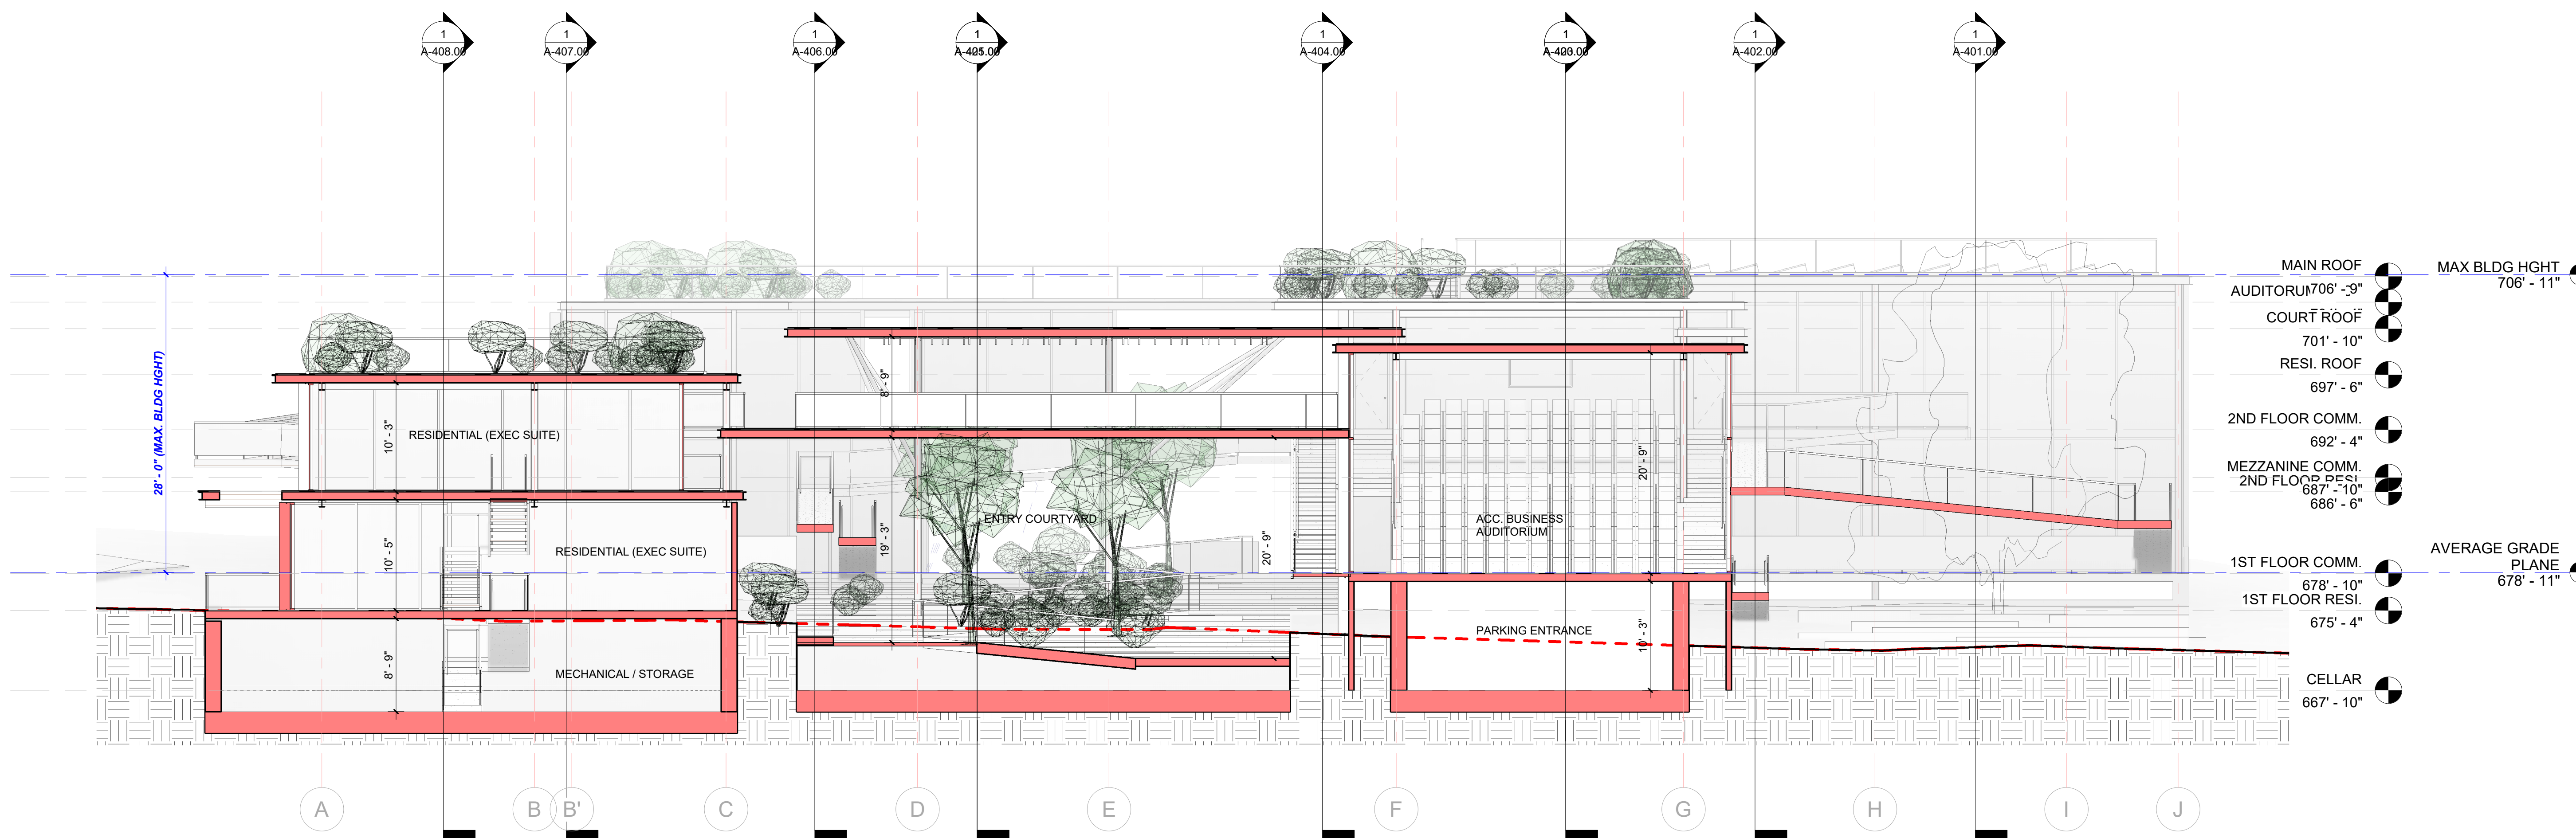 1
A-408.00
1
A-407.00
1
A-406.00
1
1
A-404.00
1
1
A-402.00
1
A-401.00
MAIN ROOF
706' - 9"
MAX BLDG HGHT
706' - 11"
COURT ROOF
701' - 10"
RESI. ROOF
697' - 6"
2ND FLOOR COMM.
692' - 4"
MEZZANINE COMM.
687' - 10"
2ND FLOOR RESI.
686' - 6"
1ST FLOOR COMM.
678' - 10"
AVERAGE GRADE
PLANE
678' - 11"
1ST FLOOR RESI.
675' - 4"
CELLAR
667' - 10"
28' - 0" (MAX. BLDG HGHT)
10' - 3"
RESIDENTIAL (EXEC SUITE)
10' - 5"
RESIDENTIAL (EXEC SUITE)
8' - 9"
MECHANICAL / STORAGE
8' - 9"
19' - 3"
ENTRY COURTYARD
20' - 9"
20' - 9"
ACC. BUSINESS
AUDITORIUM
PARKING ENTRANCE
10' - 3"
A
B
B'
C
D
E
F
G
H
I
J